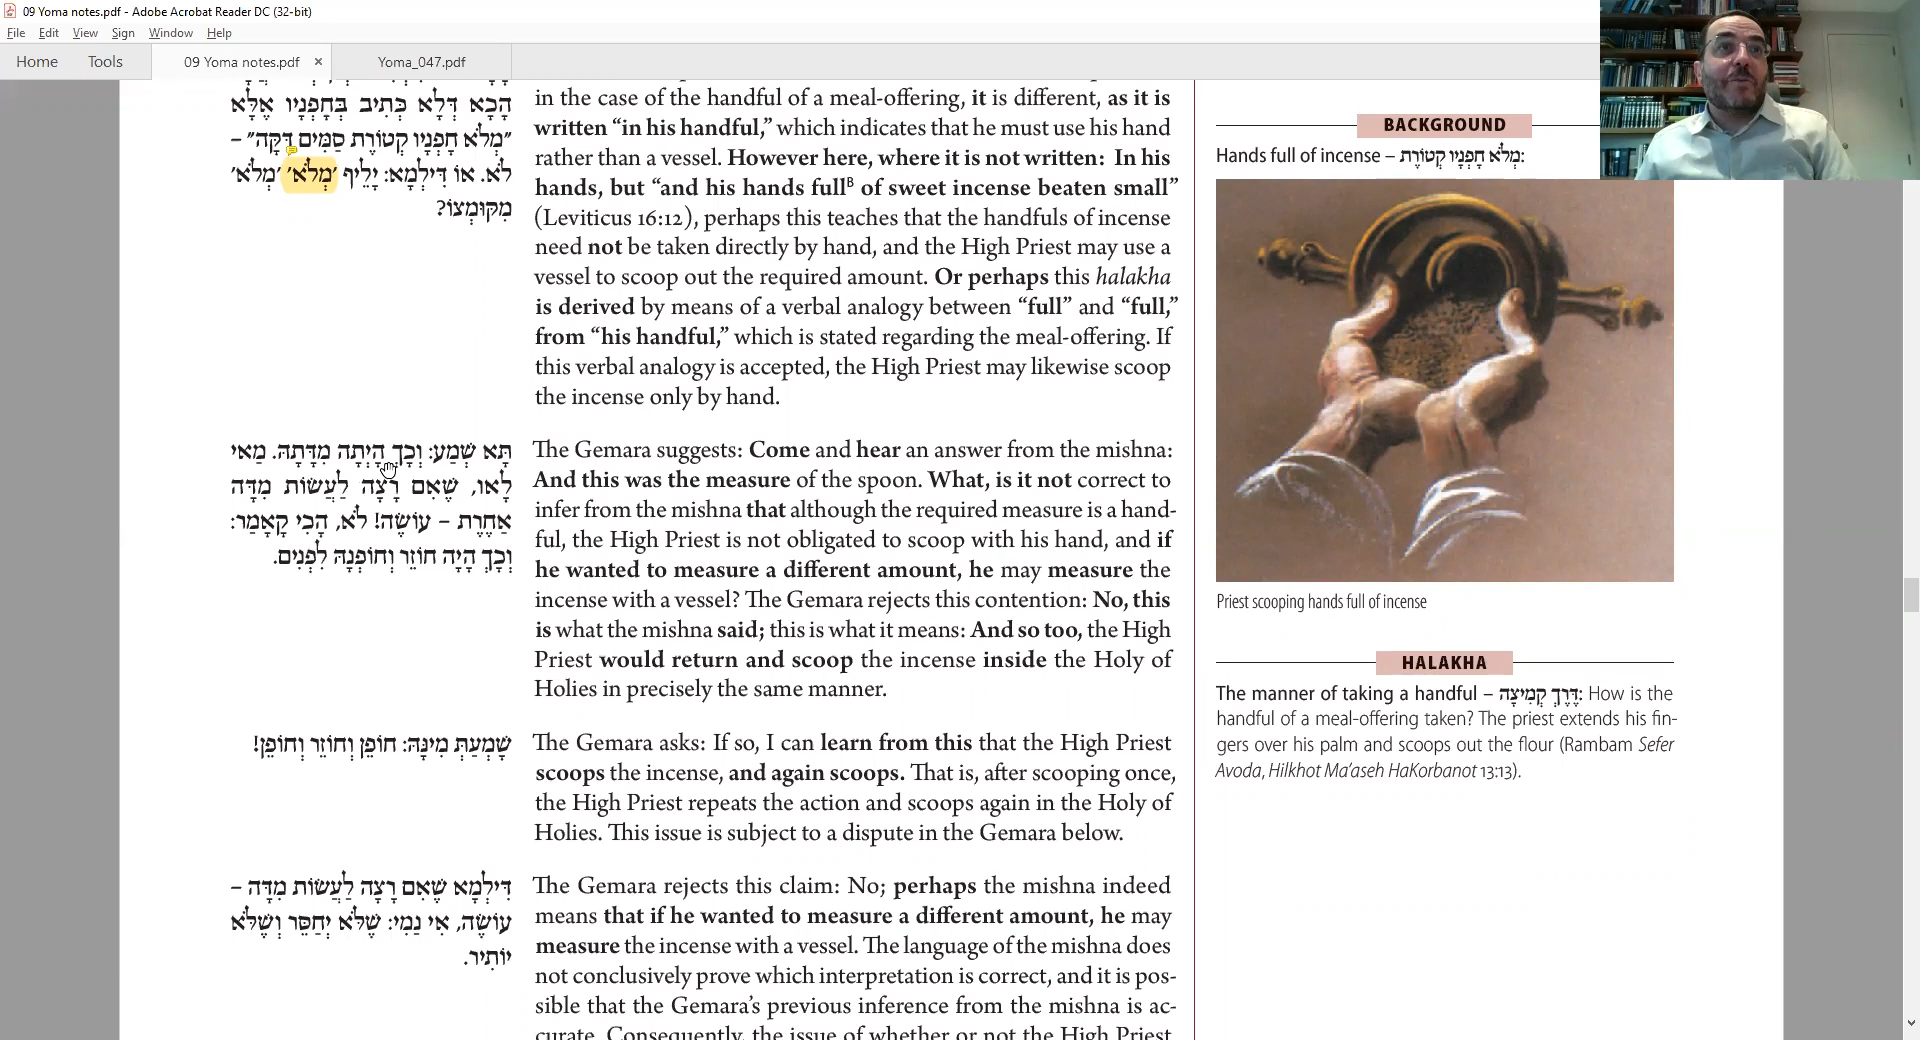 09 Yoma notes.pdf - Adobe Acrobat Reader DC (32-bit)
File Edit View Sign Window Help
Home Tools 09 Yoma notes.pdf × Yoma_047.pdf
הָכָא דְּלָא כְּתִיב בְּחׇפְנָיו אֶלָּא
״מְלֹא חׇפְנָיו קְטוֹרֶת סַמִּים דַּקָּה״ –
לֹא. אוֹ דִּילְמָא: יָלֵיף ׳מְלֹא׳ ׳מְלֹא׳
מִקּוּמְצוֹ?
תָּא שְׁמַע: וְכָךְ הָיְתָה מִדָּתָהּ. מַאי
לָאו, שֶׁאִם רָצָה לַעֲשׂוֹת מִדָּה
אַחֶרֶת – עוֹשֶׂה! לֹא, הָכִי קָאָמַר:
וְכָךְ הָיָה חוֹזֵר וְחוֹפְנָהּ לִפְנִים.
שָׁמְעַתְּ מִינָּהּ: חוֹפֵן וְחוֹזֵר וְחוֹפֵן!
דִּילְמָא שֶׁאִם רָצָה לַעֲשׂוֹת מִדָּה –
עוֹשֶׂה, אִי נַמִי: שֶׁלֹּא יְחַסֵּר וְשֶׁלֹּא
יוֹתִיר.
in the case of the handful of a meal-offering, it is different, as it is
written “in his handful,” which indicates that he must use his hand
rather than a vessel. However here, where it is not written: In his
hands, but “and his hands fullᴮ of sweet incense beaten small”
(Leviticus 16:12), perhaps this teaches that the handfuls of incense
need not be taken directly by hand, and the High Priest may use a
vessel to scoop out the required amount. Or perhaps this halakha
is derived by means of a verbal analogy between “full” and “full,”
from “his handful,” which is stated regarding the meal-offering. If
this verbal analogy is accepted, the High Priest may likewise scoop
the incense only by hand.
The Gemara suggests: Come and hear an answer from the mishna:
And this was the measure of the spoon. What, is it not correct to
infer from the mishna that although the required measure is a hand-
ful, the High Priest is not obligated to scoop with his hand, and if
he wanted to measure a different amount, he may measure the
incense with a vessel? The Gemara rejects this contention: No, this
is what the mishna said; this is what it means: And so too, the High
Priest would return and scoop the incense inside the Holy of
Holies in precisely the same manner.
The Gemara asks: If so, I can learn from this that the High Priest
scoops the incense, and again scoops. That is, after scooping once,
the High Priest repeats the action and scoops again in the Holy of
Holies. This issue is subject to a dispute in the Gemara below.
The Gemara rejects this claim: No; perhaps the mishna indeed
means that if he wanted to measure a different amount, he may
measure the incense with a vessel. The language of the mishna does
not conclusively prove which interpretation is correct, and it is pos-
sible that the Gemara’s previous inference from the mishna is ac-
curate. Consequently, the issue of whether or not the High Priest
BACKGROUND
Hands full of incense – מְלֹא חׇפְנָיו קְטוֹרֶת:
Priest scooping hands full of incense
HALAKHA
The manner of taking a handful – דֶּרֶךְ קְמִיצָה: How is the
handful of a meal-offering taken? The priest extends his fin-
gers over his palm and scoops out the flour (Rambam Sefer
Avoda, Hilkhot Ma’aseh HaKorbanot 13:13).